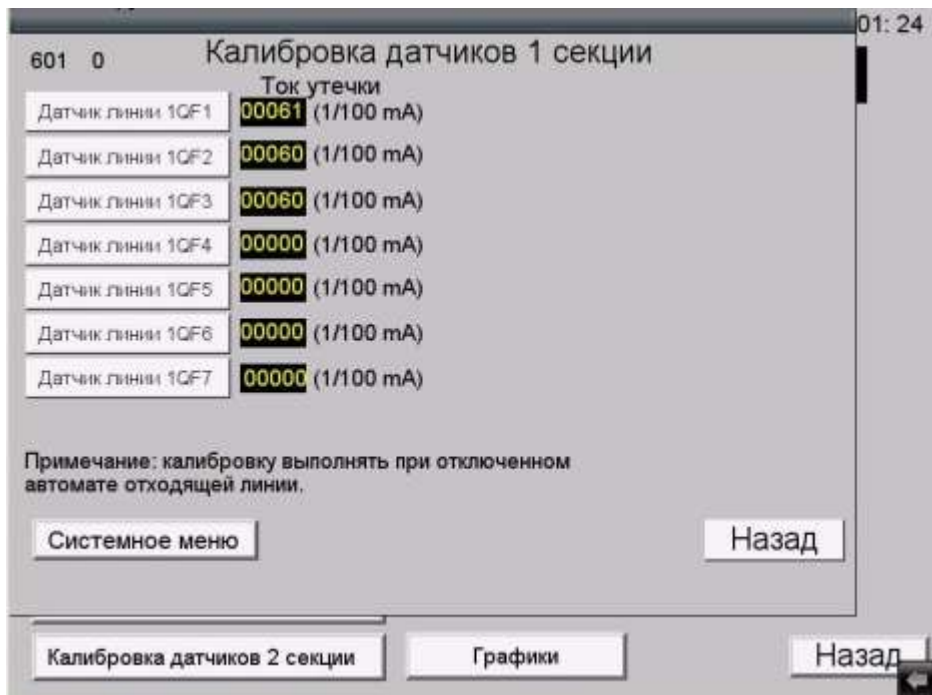 01: 24
601 0 Калибровка датчиков 1 секции
Ток утечки
Датчик линии 1QF1 00061 (1/100 mA)
Датчик линии 1QF2 00060 (1/100 mA)
Датчик линии 1QF3 00060 (1/100 mA)
Датчик линии 1QF4 00000 (1/100 mA)
Датчик линии 1QF5 00000 (1/100 mA)
Датчик линии 1QF6 00000 (1/100 mA)
Датчик линии 1QF7 00000 (1/100 mA)
Примечание: калибровку выполнять при отключенном
автомате отходящей линии.
Системное меню Назад
Калибровка датчиков 2 секции Графики Назад